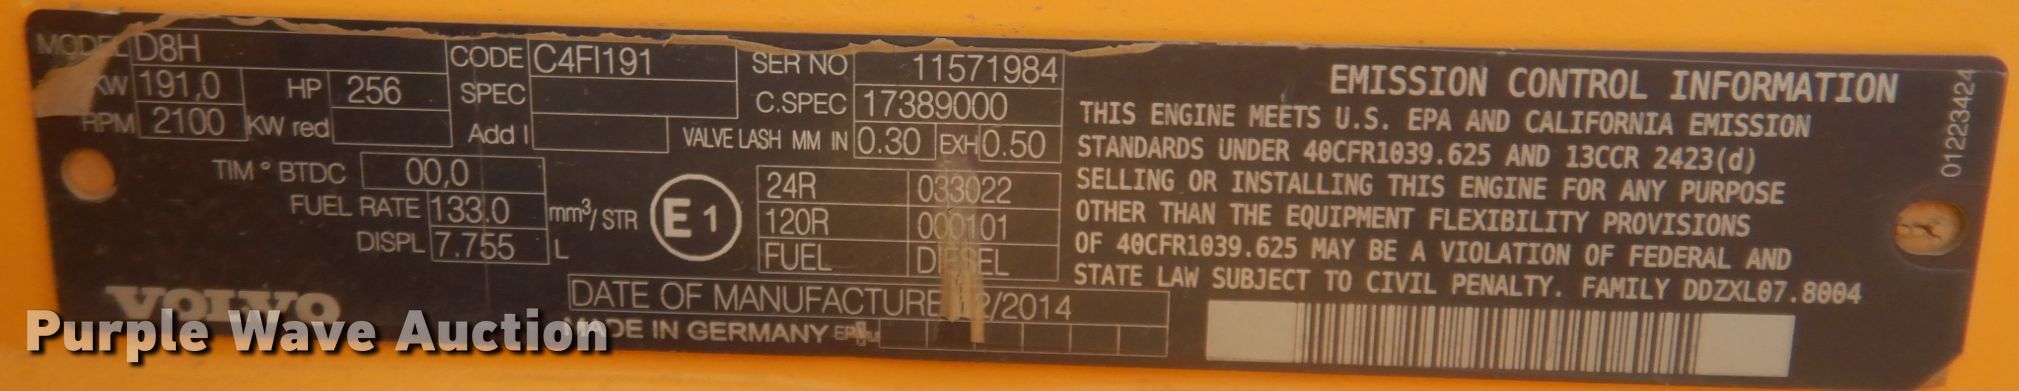 MODEL D8H
CODE C4FI191
SER NO 11571984
KW 191,0 HP 256
SPEC
C.SPEC 17389000
RPM 2100 KW red
Add I
VALVE LASH MM IN 0.30 EXH 0.50
TIM ° BTDC 00,0
FUEL RATE 133.0 mm³/STR
DISPL 7.755 L
E1
24R 033022
120R 000101
FUEL DIESEL
VOLVO
DATE OF MANUFACTURE 2/2014
MADE IN GERMANY
EMISSION CONTROL INFORMATION
THIS ENGINE MEETS U.S. EPA AND CALIFORNIA EMISSION
STANDARDS UNDER 40CFR1039.625 AND 13CCR 2423(d)
SELLING OR INSTALLING THIS ENGINE FOR ANY PURPOSE
OTHER THAN THE EQUIPMENT FLEXIBILITY PROVISIONS
OF 40CFR1039.625 MAY BE A VIOLATION OF FEDERAL AND
STATE LAW SUBJECT TO CIVIL PENALTY. FAMILY DDZXL07.8004
01223424
Purple Wave Auction